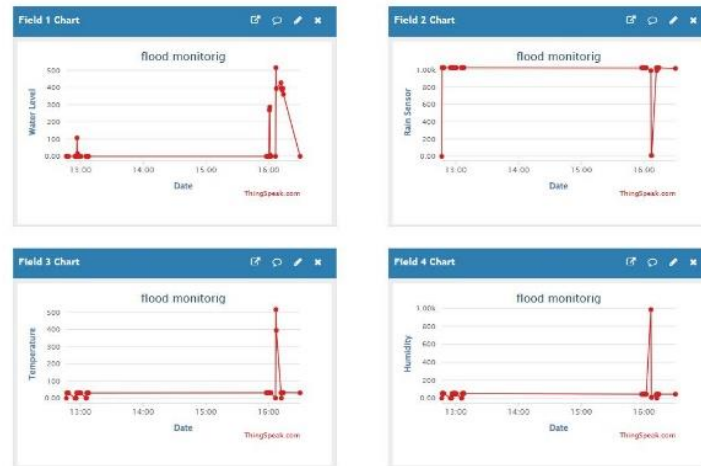 Field 1 Chart
flood monitorig
Water Level
500
400
300
200
100
0.00
13:00
14:00
15:00
16:00
Date
ThingSpeak.com
Field 2 Chart
flood monitorig
Rain Sensor
1.00k
800
600
400
200
0.00
13:00
14:00
15:00
16:00
Date
ThingSpeak.com
Field 3 Chart
flood monitorig
Temperature
500
400
300
200
100
0.00
13:00
14:00
15:00
16:00
Date
ThingSpeak.com
Field 4 Chart
flood monitorig
Humidity
1.00k
800
600
400
200
0.00
13:00
14:00
15:00
16:00
Date
ThingSpeak.com